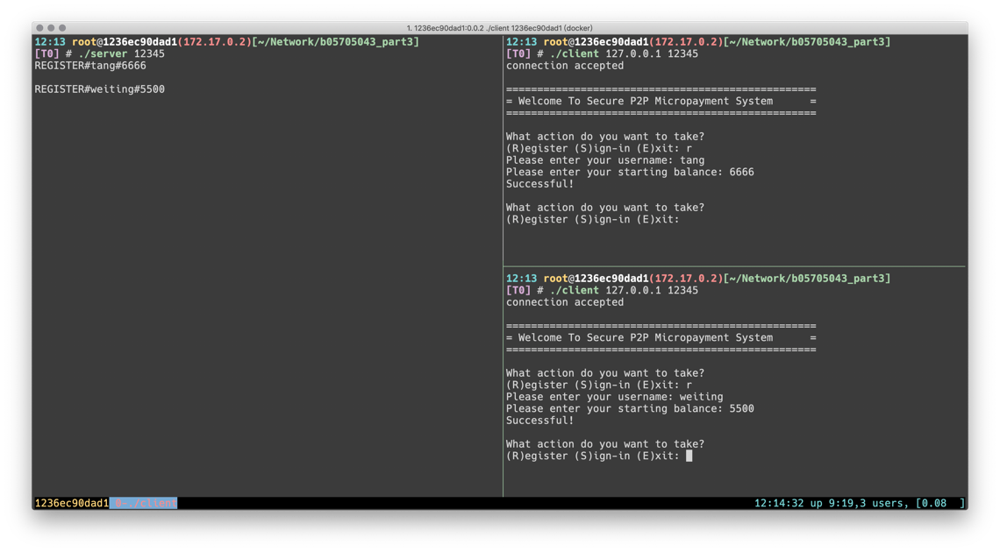 1. 1236ec90dad1:0.0.2 ./client 1236ec90dad1 (docker)
12:13 root@1236ec90dad1(172.17.0.2)[~/Network/b05705043_part3]
[T0] # ./server 12345
REGISTER#tang#6666
REGISTER#weiting#5500
12:13 root@1236ec90dad1(172.17.0.2)[~/Network/b05705043_part3]
[T0] # ./client 127.0.0.1 12345
connection accepted
==================================================
= Welcome To Secure P2P Micropayment System      =
==================================================
What action do you want to take?
(R)egister (S)ign-in (E)xit: r
Please enter your username: tang
Please enter your starting balance: 6666
Successful!
What action do you want to take?
(R)egister (S)ign-in (E)xit:
12:13 root@1236ec90dad1(172.17.0.2)[~/Network/b05705043_part3]
[T0] # ./client 127.0.0.1 12345
connection accepted
==================================================
= Welcome To Secure P2P Micropayment System      =
==================================================
What action do you want to take?
(R)egister (S)ign-in (E)xit: r
Please enter your username: weiting
Please enter your starting balance: 5500
Successful!
What action do you want to take?
(R)egister (S)ign-in (E)xit:
1236ec90dad1 0-./client
12:14:32 up 9:19,3 users, [0.08 ]